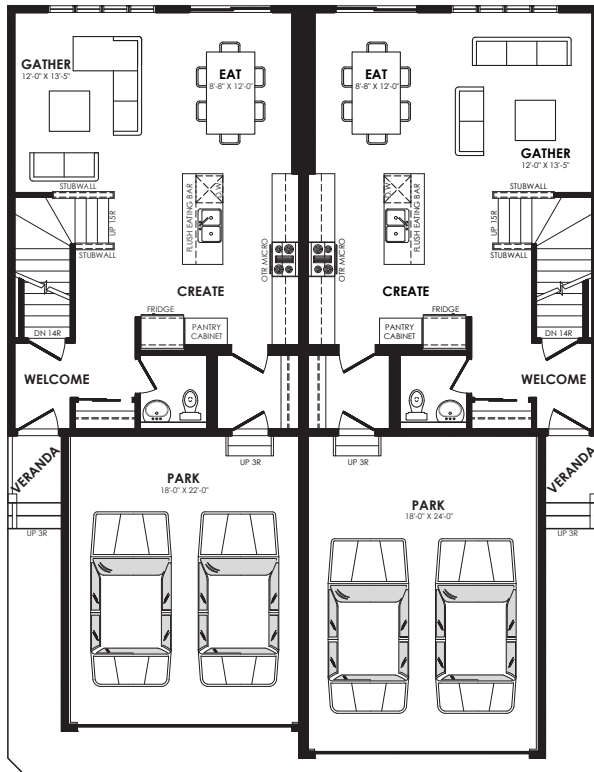 GATHER
12'-0" X 13'-5"
EAT
8'-8" X 12'-0"
STUBWALL
UP 15R
STUBWALL
FLUSH EATING BAR
D.W.
OTR MICRO
CREATE
FRIDGE
PANTRY
CABINET
DN 14R
WELCOME
VERANDA
UP 3R
UP 3R
PARK
18'-0" X 22'-0"
EAT
8'-8" X 12'-0"
GATHER
12'-0" X 13'-5"
STUBWALL
UP 15R
STUBWALL
D.W.
FLUSH EATING BAR
OTR MICRO
CREATE
FRIDGE
PANTRY
CABINET
DN 14R
WELCOME
VERANDA
UP 3R
UP 3R
PARK
18'-0" X 24'-0"